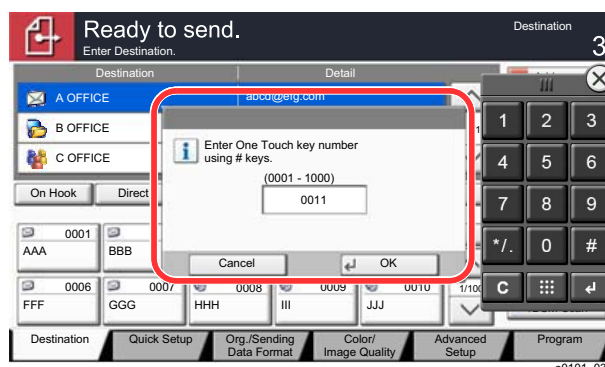 Ready to send.
Enter Destination.
Destination
3
Destination
Detail
A OFFICE
abcd@efg.com
B OFFICE
C OFFICE
Enter One Touch key number
using # keys.
(0001 - 1000)
0011
Cancel
OK
On Hook
Direct
0001
AAA
BBB
0006
FFF
0007
GGG
0008
HHH
0009
III
0010
JJJ
1/100
1 2 3
4 5 6
7 8 9
*/. 0 #
C
Destination
Quick Setup
Org./Sending
Data Format
Color/
Image Quality
Advanced
Setup
Program